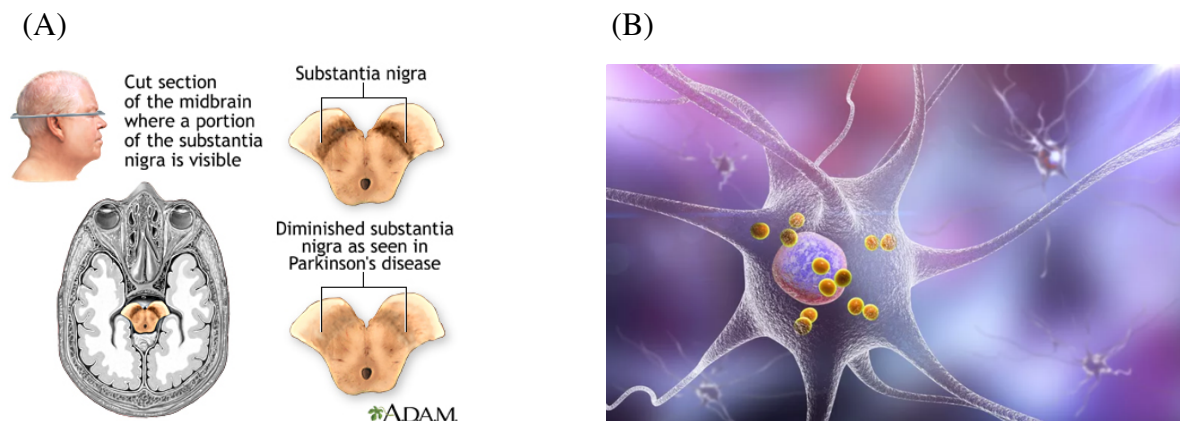 (A)
(B)
Cut section
of the midbrain
where a portion
of the substantia
nigra is visible
Substantia nigra
Diminished substantia
nigra as seen in
Parkinson's disease
A.D.A.M.